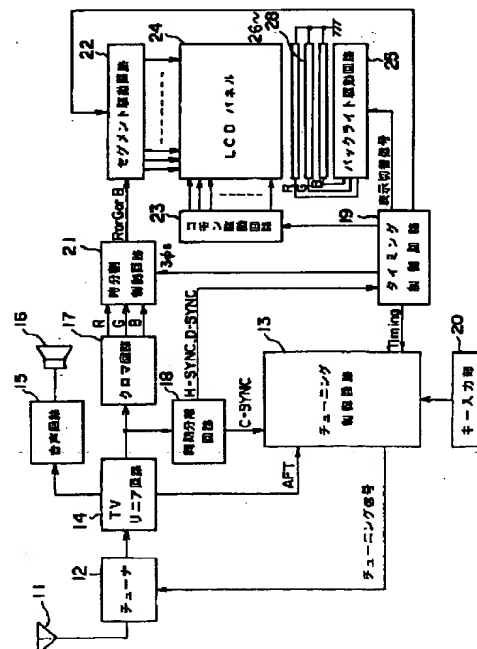 11
12
チューナ
14
TV
リニア回路
15
音声回路
16
17
クロマ回路
R
G
B
18
同期分離
回路
H-SYNC,D-SYNC
C-SYNC
AFT
13
チューニング
制御回路
チューニング信号
Timing
20
キー入力部
21
時分割
制御回路
3φs
RorGorB
22
セグメント駆動回路
23
コモン駆動回路
24
LCD パネル
26〜
28
R
G
B
バックライト駆動回路
25
表示切替信号
19
タイミング
制御回路